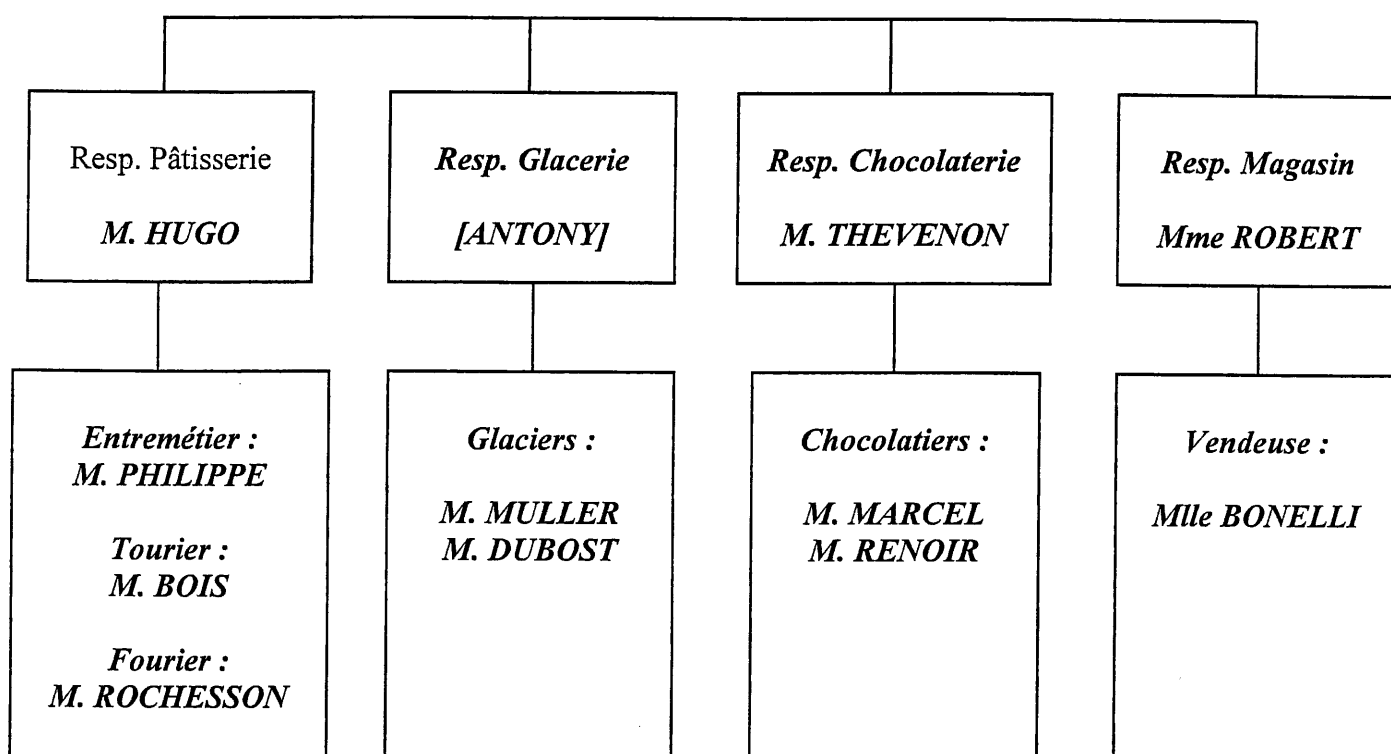 Resp. Pâtisserie
M. HUGO
Resp. Glacerie
[ANTONY]
Resp. Chocolaterie
M. THEVENON
Resp. Magasin
Mme ROBERT
Entremétier :
M. PHILIPPE
Tourier :
M. BOIS
Fourier :
M. ROCHESSON
Glaciers :
M. MULLER
M. DUBOST
Chocolatiers :
M. MARCEL
M. RENOIR
Vendeuse :
Mlle BONELLI